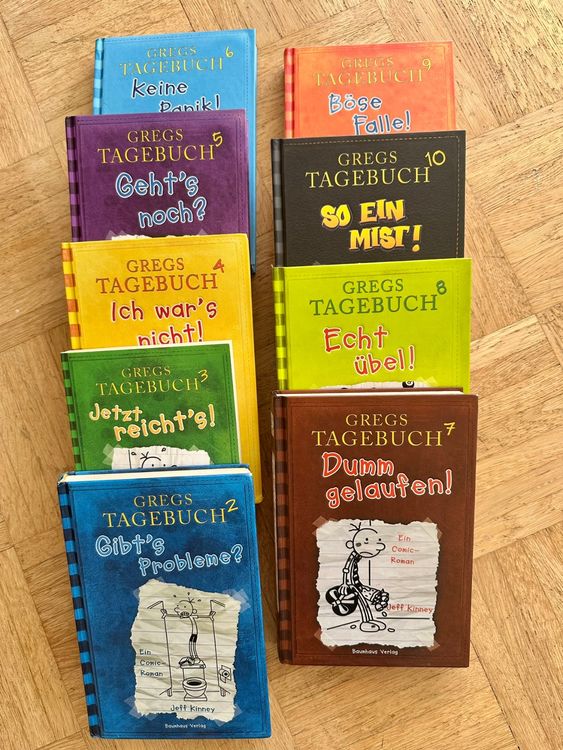 GREGS
TAGEBUCH 6
Keine
Panik!
GREGS
TAGEBUCH 5
Geht's
noch?
GREGS
TAGEBUCH 4
Ich war's
nicht!
GREGS
TAGEBUCH 3
Jetzt
reicht's!
GREGS
TAGEBUCH 2
Gibt's
Probleme?
Ein
Comic-
Roman
Jeff Kinney
Baumhaus Verlag
GREGS
TAGEBUCH 9
Böse
Falle!
GREGS
TAGEBUCH 10
SO EIN
MIST!
GREGS
TAGEBUCH 8
Echt
übel!
GREGS
TAGEBUCH 7
Dumm
gelaufen!
Ein
Comic-
Roman
Jeff Kinney
Baumhaus Verlag